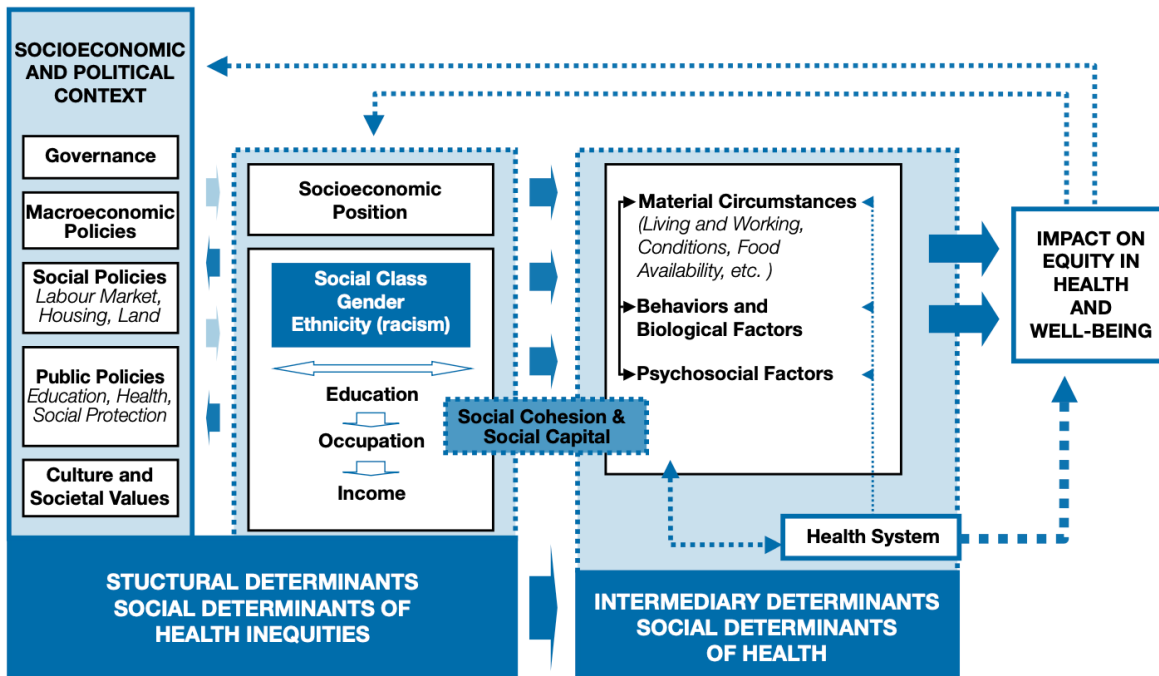 SOCIOECONOMIC
AND POLITICAL
CONTEXT
Governance
Macroeconomic
Policies
Social Policies
Labour Market,
Housing, Land
Public Policies
Education, Health,
Social Protection
Culture and
Societal Values
Socioeconomic
Position
Social Class
Gender
Ethnicity (racism)
Education
Occupation
Income
Social Cohesion &
Social Capital
Material Circumstances
(Living and Working,
Conditions, Food
Availability, etc. )
Behaviors and
Biological Factors
Psychosocial Factors
Health System
IMPACT ON
EQUITY IN
HEALTH
AND
WELL-BEING
STUCTURAL DETERMINANTS
SOCIAL DETERMINANTS OF
HEALTH INEQUITIES
INTERMEDIARY DETERMINANTS
SOCIAL DETERMINANTS
OF HEALTH